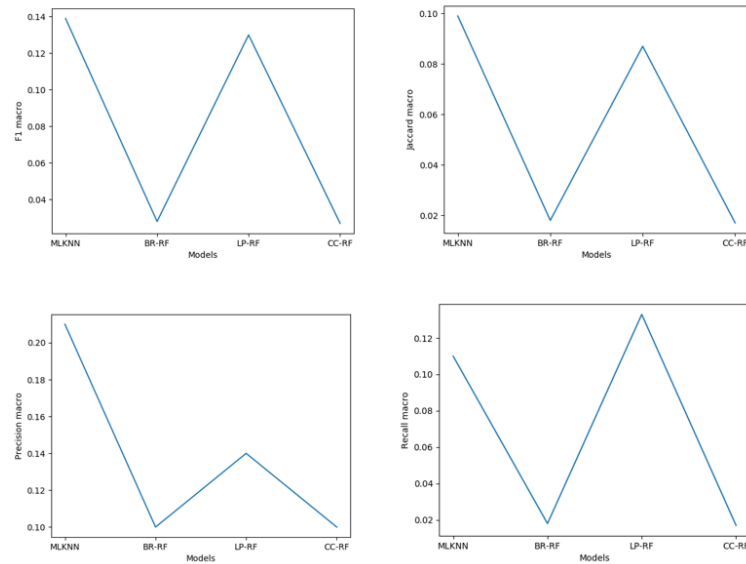 F1 macro
0.14
0.12
0.10
0.08
0.06
0.04
MLKNN BR-RF LP-RF CC-RF
Models
Jaccard macro
0.10
0.08
0.06
0.04
0.02
MLKNN BR-RF LP-RF CC-RF
Models
Precision macro
0.20
0.18
0.16
0.14
0.12
0.10
MLKNN BR-RF LP-RF CC-RF
Models
Recall macro
0.12
0.10
0.08
0.06
0.04
0.02
MLKNN BR-RF LP-RF CC-RF
Models